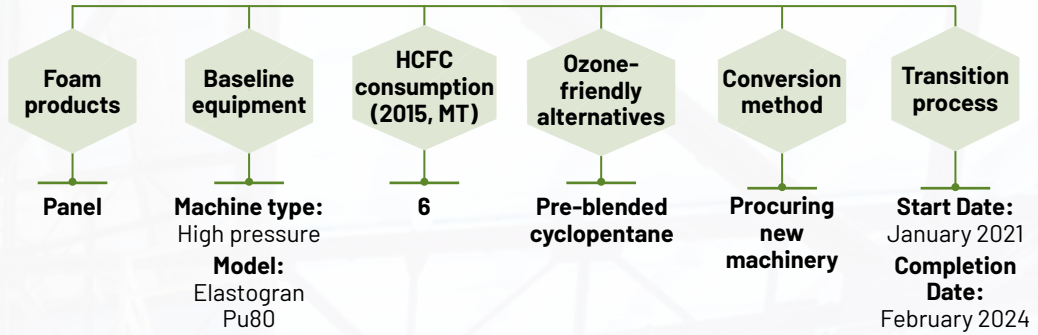 Foam
products
Baseline
equipment
HCFC
consumption
(2015, MT)
Ozone-
friendly
alternatives
Conversion
method
Transition
process
Panel
Machine type:
High pressure
Model:
Elastogran
Pu80
6
Pre-blended
cyclopentane
Procuring
new
machinery
Start Date:
January 2021
Completion
Date:
February 2024